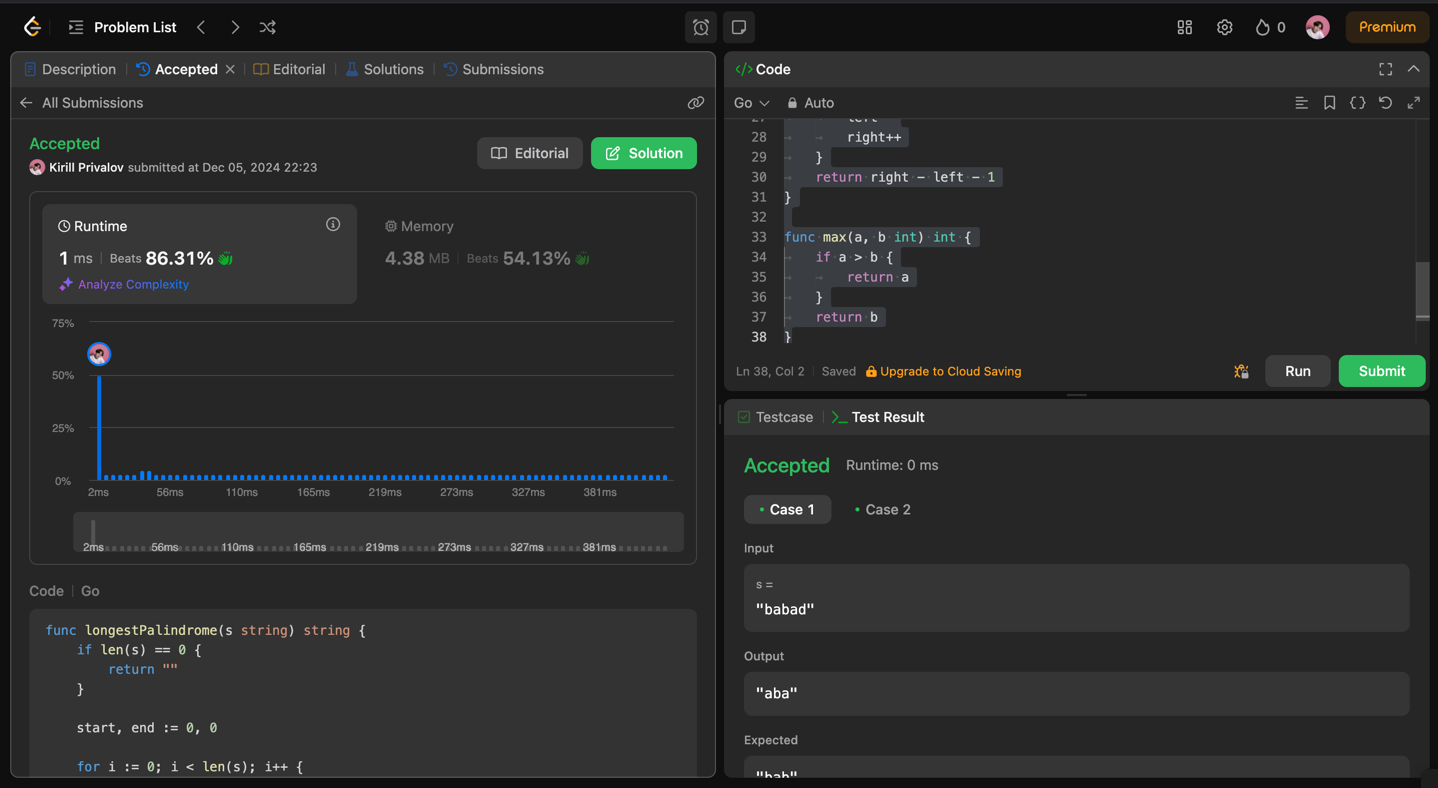 Problem List
0
Premium
Description
Accepted
Editorial
Solutions
Submissions
All Submissions
Accepted
Kirill Privalov submitted at Dec 05, 2024 22:23
Editorial
Solution
Runtime
1 ms
Beats 86.31%
Analyze Complexity
Memory
4.38 MB
Beats 54.13%
75%
50%
25%
0%
2ms 56ms 110ms 165ms 219ms 273ms 327ms 381ms
2ms 56ms 110ms 165ms 219ms 273ms 327ms 381ms
Code
Go
func longestPalindrome(s string) string {
if len(s) == 0 {
return ""
}
start, end := 0, 0
for i := 0; i < len(s); i++ {
Code
Go
Auto
27 left
28 right++
29 }
30 return right - left - 1
31 }
32
33 func max(a, b int) int {
34 if a > b {
35 return a
36 }
37 return b
38 }
Ln 38, Col 2
Saved
Upgrade to Cloud Saving
Run
Submit
Testcase
Test Result
Accepted
Runtime: 0 ms
Case 1
Case 2
Input
s =
"babad"
Output
"aba"
Expected
"bab"